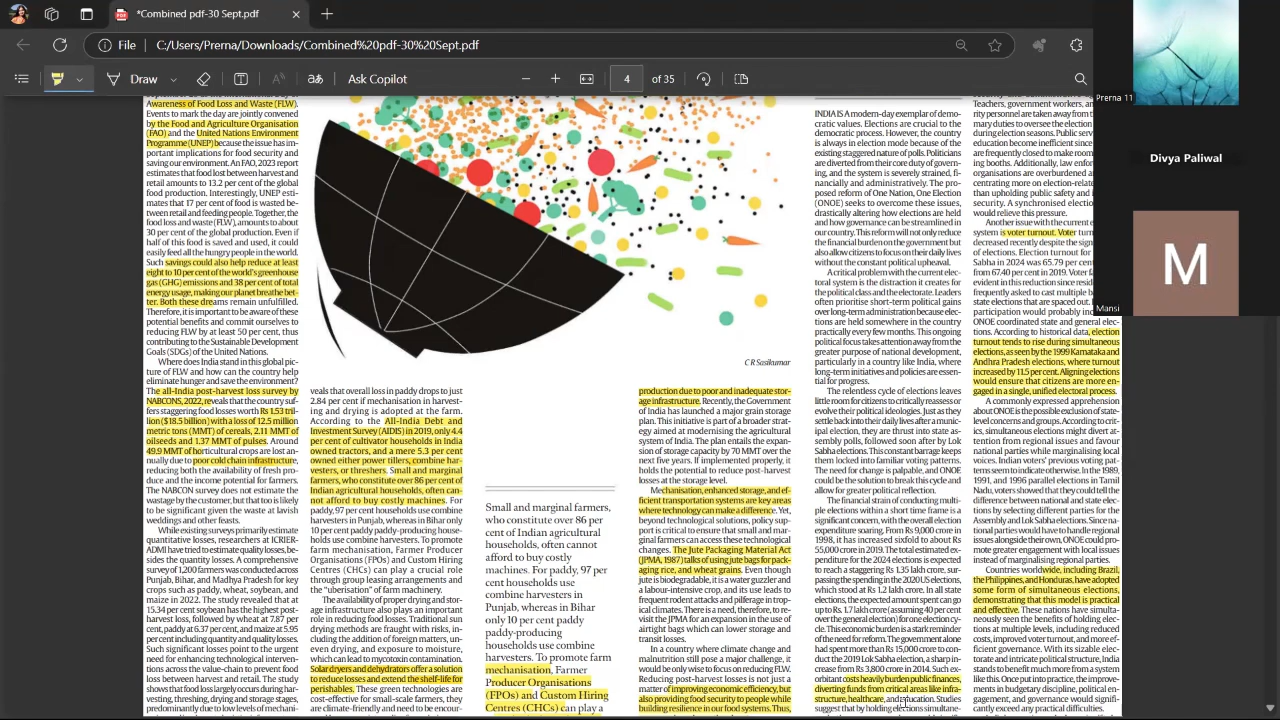 *Combined pdf-30 Sept.pdf
File
C:/Users/Prerna/Downloads/Combined%20pdf-30%20Sept.pdf
Draw
Ask Copilot
4
of 35
Awareness of Food Loss and Waste (FLW).
Events to mark the day are jointly convened
by the Food and Agriculture Organisation
(FAO) and the United Nations Environment
Programme (UNEP) because the issue has im-
portant implications for food security and
saving our environment. An FAO, 2023 report
estimates that food lost between harvest and
retail amounts to 13.2 per cent of the global
food production. Interestingly, UNEP esti-
mates that 17 per cent of food is wasted be-
tween retail and feeding people. Together, the
food loss and waste (FLW), amounts to about
30 per cent of the global production. Even if
half of this food is saved and used, it could
easily feed all the hungry people in the world.
Such savings could also help reduce at least
eight to 10 per cent of the world's greenhouse
gas (GHG) emissions and 38 per cent of total
energy usage, making our planet breathe bet-
ter. Both these dreams remain unfulfilled.
Therefore, it is important to be aware of these
potential benefits and commit ourselves to
reducing FLW by at least 50 per cent, thus
contributing to the Sustainable Development
Goals (SDGs) of the United Nations.
Where does India stand in this global pic-
ture of FLW and how can the country help
eliminate hunger and save the environment?
The all-India post-harvest loss survey by
NABCONS, 2022, reveals that the country suf-
fers staggering food losses worth Rs 1.53 tril-
lion ($18.5 billion) with a loss of 12.5 million
metric tons (MMT) of cereals, 2.11 MMT of
oilseeds and 1.37 MMT of pulses. Around
49.9 MMT of horticultural crops are lost an-
nually due to poor cold chain infrastructure,
reducing both the availability of fresh pro-
duce and the income potential for farmers.
The NABCON survey does not estimate the
wastage by the customer, but that too is likely
to be significant given the waste at lavish
weddings and other feasts.
While existing surveys primarily estimate
quantitative losses, researchers at ICRIER-
ADMI have tried to estimate quality losses, be-
sides the quantity losses. A comprehensive
survey of 1,200 farmers was conducted across
Punjab, Bihar, and Madhya Pradesh for key
crops such as paddy, wheat, soybean, and
maize in 2022. The study revealed that at
15.34 per cent soybean has the highest post-
harvest loss, followed by wheat at 7.87 per
cent, paddy at 6.37 per cent, and maize at 5.95
per cent including quantity and quality losses.
Such significant losses point to the urgent
need for enhancing technological interven-
tions across the value-chain to prevent food
loss between harvest and retail. The study
shows that food loss largely occurs during har-
vesting, threshing, drying and storage stages,
predominantly due to low levels of mechani-
veals that overall loss in paddy drops to just
2.84 per cent if mechanisation in harvest-
ing and drying is adopted at the farm.
According to the All-India Debt and
Investment Survey (AIDIS) in 2019, only 4.4
per cent of cultivator households in India
owned tractors, and a mere 5.3 per cent
owned either power tillers, combine har-
vesters, or threshers. Small and marginal
farmers, who constitute over 86 per cent of
Indian agricultural households, often can-
not afford to buy costly machines. For
paddy, 97 per cent households use combine
harvesters in Punjab, whereas in Bihar only
10 per cent paddy paddy-producing house-
holds use combine harvesters. To promote
farm mechanisation, Farmer Producer
Organisations (FPOs) and Custom Hiring
Centres (CHCs) can play a crucial role
through group leasing arrangements and
the "uberisation" of farm machinery.
The availability of proper drying and stor-
age infrastructure also plays an important
role in reducing food losses. Traditional sun
drying methods are fraught with risks, in-
cluding the addition of foreign matters, un-
even drying, and exposure to moisture,
which can lead to mycotoxin contamination.
Solar dryers and dehydrators offer a solution
to reduce losses and extend the shelf-life for
perishables. These green technologies are
cost-effective for small-scale farmers, they
are climate-friendly and need to be encour-
Small and marginal farmers,
who constitute over 86 per
cent of Indian agricultural
households, often cannot
afford to buy costly
machines. For paddy, 97 per
cent households use
combine harvesters in
Punjab, whereas in Bihar
only 10 per cent paddy
paddy-producing
households use combine
harvesters. To promote farm
mechanisation, Farmer
Producer Organisations
(FPOs) and Custom Hiring
Centres (CHCs) can play a
C R Sasikumar
production due to poor and inadequate stor-
age infrastructure. Recently, the Government
of India has launched a major grain storage
plan. This initiative is part of a broader strat-
egy aimed at modernising the agricultural
system of India. The plan entails the expan-
sion of storage capacity by 70 MMT over the
next five years. If implemented properly, it
holds the potential to reduce post-harvest
losses at the storage level.
Mechanisation, enhanced storage, and ef-
ficient transportation systems are key areas
where technology can make a difference. Yet,
beyond technological solutions, policy sup-
port is critical to ensure that small and mar-
ginal farmers can access these technological
changes. The Jute Packaging Material Act
(JPMA, 1987) talks of using jute bags for pack-
aging rice, and wheat grains. Even though
jute is biodegradable, it is a water guzzler and
a labour-intensive crop, and its use leads to
frequent rodent attacks and pilferage in trop-
ical climates. There is a need, therefore, to re-
visit the JPMA for an expansion in the use of
airtight bags which can lower storage and
transit losses.
In a country where climate change and
malnutrition still pose a major challenge, it
would be only wise to focus on reducing FLW.
Reducing post-harvest losses is not just a
matter of improving economic efficiency, but
also providing food security to people while
building resilience in our food systems. Thus,
INDIA IS A modern-day exemplar of demo-
cratic values. Elections are crucial to the
democratic process. However, the country
is always in election mode because of the
existing staggered nature of polls. Politicians
are diverted from their core duty of govern-
ing, and the system is severely strained, fi-
nancially and administratively. The pro-
posed reform of One Nation, One Election
(ONOE) seeks to overcome these issues,
drastically altering how elections are held
and how governance can be streamlined in
our country. This reform will not only reduce
the financial burden on the government but
also allow citizens to focus on their daily lives
without the constant political upheaval.
A critical problem with the current elec-
toral system is the distraction it creates for
the political class and the electorate. Leaders
often prioritise short-term political gains
over long-term administration because elec-
tions are held somewhere in the country
practically every few months. This ongoing
political focus takes attention away from the
greater purpose of national development,
particularly in a country like India, where
long-term initiatives and policies are essen-
tial for progress.
The relentless cycle of elections leaves
little room for citizens to critically reassess or
evolve their political ideologies. Just as they
settle back into their daily lives after a munici-
pal election, they are thrust into state as-
sembly polls, followed soon after by Lok
Sabha elections. This constant barrage keeps
them locked into familiar voting patterns.
The need for change is palpable, and ONOE
could be the solution to break this cycle and
allow for greater political reflection.
The financial strain of conducting multi-
ple elections within a short time frame is a
significant concern, with the overall election
expenditure soaring. From Rs 9,000 crore in
1998, it has increased sixfold to about Rs
55,000 crore in 2019. The total estimated ex-
penditure for the 2024 elections is expected
to reach a staggering Rs 1.35 lakh crore, sur-
passing the spending in the 2020 US elections,
which stood at Rs 1.2 lakh crore. In all state
elections, the expected amount spent can go
up to Rs 1.7 lakh crore (assuming 40 per cent
over the general election) for one election cy-
cle. This economic burden is a stark reminder
of the need for reform. The government alone
had spent more than Rs 15,000 crore to con-
duct the 2019 Lok Sabha election, a sharp in-
crease from Rs 3,800 crore in 2014. Such ex-
orbitant costs heavily burden public finances,
diverting funds from critical areas like infra-
structure, healthcare, and education. Studies
suggest that by holding elections simultane-
Teachers, government workers, an
rity personnel are taken away from t
mary duties to oversee the election
during election seasons. Public serv
education become inefficient since
are frequently closed to make room
ing booths. Additionally, law enfor
organisations are overburdened a
centrating more on election-relate
than upholding public safety and
security. A synchronised election
would relieve this pressure.
Another issue with the current e
system is voter turnout. Voter turn
decreased recently despite the sign
of elections. Election turnout for
Sabha in 2024 was 65.79 per cent
from 67.40 per cent in 2019. Voter f
evident in this reduction since resid
frequently asked to cast multiple b
state elections that are spaced out.
participation would probably inc
ONOE coordinated state and general elec-
tions. According to historical data, election
turnout tends to rise during simultaneous
elections, as seen by the 1999 Karnataka and
Andhra Pradesh elections, where turnout
increased by 11.5 per cent. Aligning elections
would ensure that citizens are more en-
gaged in a single, unified electoral process.
A commonly expressed apprehension
about ONOE is the possible exclusion of state-
level concerns and groups. According to crit-
ics, simultaneous elections might divert at-
tention from regional issues and favour
national parties while marginalising local
voices. Indian voters' previous voting pat-
terns seem to indicate otherwise. In the 1989,
1991, and 1996 parallel elections in Tamil
Nadu, voters showed that they could tell the
difference between national and state elec-
tions by selecting different parties for the
Assembly and Lok Sabha elections. Since na-
tional parties would have to handle regional
issues alongside their own, ONOE could pro-
mote greater engagement with local issues
instead of marginalising regional parties.
Countries worldwide, including Brazil,
the Philippines, and Honduras, have adopted
some form of simultaneous elections,
demonstrating that this model is practical
and effective. These nations have simulta-
neously seen the benefits of holding elec-
tions at multiple levels, including reduced
costs, improved voter turnout, and more ef-
ficient governance. With its sizeable elec-
torate and intricate political structure, India
stands to benefit much more from a system
like this. Once put into practice, the improve-
ments in budgetary discipline, political en-
gagement, and governance would signifi-
cantly exceed any practical difficulties.
Prerna 11
Divya Paliwal
M
Mansi